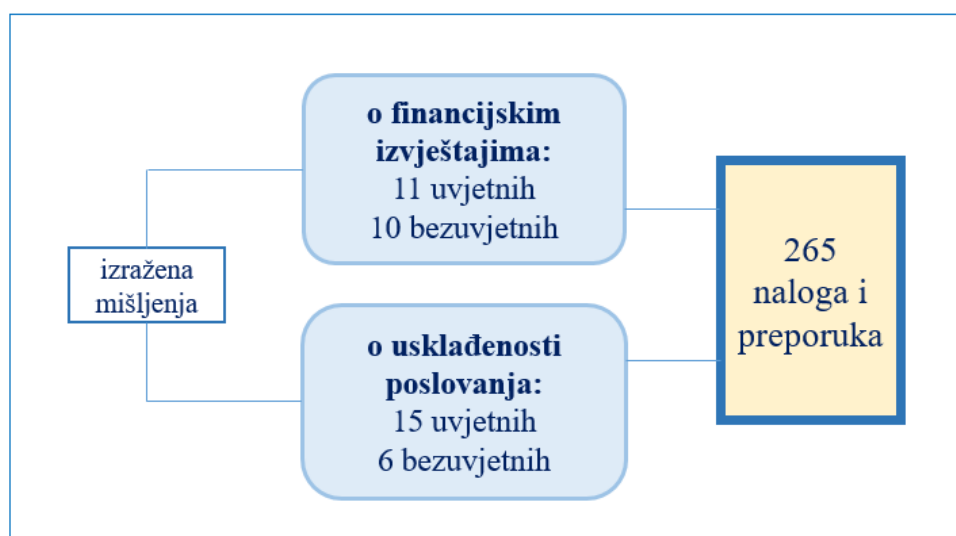 izražena
mišljenja
o financijskim
izvještajima:
11 uvjetnih
10 bezuvjetnih
o usklađenosti
poslovanja:
15 uvjetnih
6 bezuvjetnih
265
naloga i
preporuka